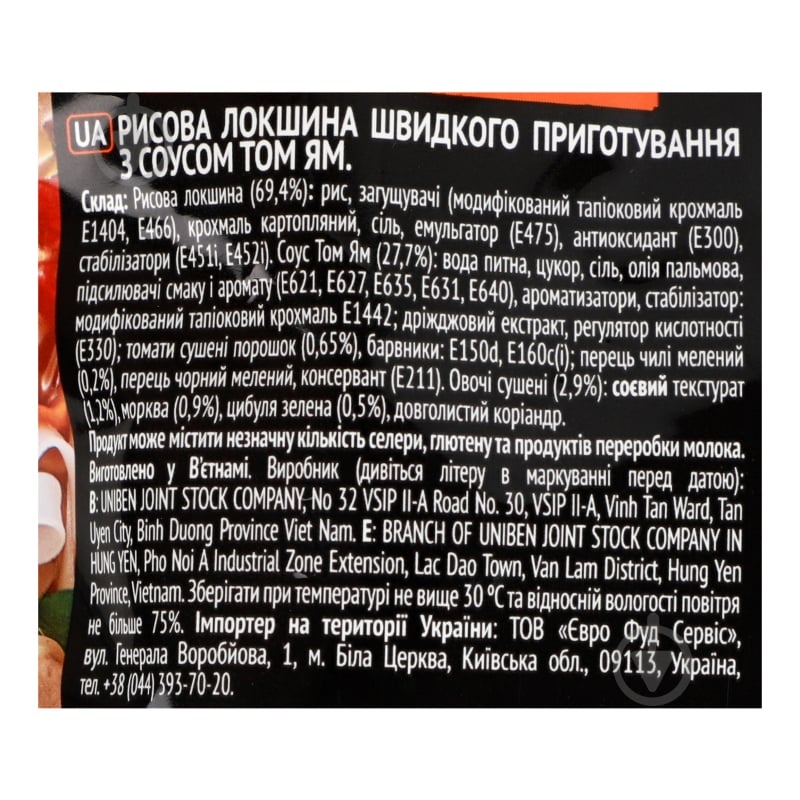 UA РИСОВА ЛОКШИНА ШВИДКОГО ПРИГОТУВАННЯ
З СОУСОМ ТОМ ЯМ.
Склад: Рисова локшина (69,4%): рис, загущувачі (модифікований тапіоковий крохмаль
Е1404, Е466), крохмаль картопляний, сіль, емульгатор (Е475), антиоксидант (Е300),
стабілізатори (Е451і, Е452і). Соус Том Ям (27,7%): вода питна, цукор, сіль, олія пальмова,
підсилювачі смаку і аромату (Е621, Е627, Е635, Е631, Е640), ароматизатори, стабілізатор:
модифікований тапіоковий крохмаль Е1442; дріжджовий екстракт, регулятор кислотності
(Е330); томати сушені порошок (0,65%), барвники: Е150d, Е160с(і); перець чилі мелений
(0,2%), перець чорний мелений, консервант (Е211). Овочі сушені (2,9%): соєвий текстурат
(1,2%), морква (0,9%), цибуля зелена (0,5%), довголистий коріандр.
Продукт може містити незначну кількість селери, глютену та продуктів переробки молока.
Виготовлено у В'єтнамі. Виробник (дивіться літеру в маркуванні перед датою):
B: UNIBEN JOINT STOCK COMPANY, No 32 VSIP II-A Road No. 30, VSIP II-A, Vinh Tan Ward, Tan
Uyen City, Binh Duong Province Viet Nam. E: BRANCH OF UNIBEN JOINT STOCK COMPANY IN
HUNG YEN, Pho Noi A Industrial Zone Extension, Lac Dao Town, Van Lam District, Hung Yen
Province, Vietnam. Зберігати при температурі не вище 30 °С та відносній вологості повітря
не більше 75%. Імпортер на території України: ТОВ «Євро Фуд Сервіс»,
вул. Генерала Воробйова, 1, м. Біла Церква, Київська обл., 09113, Україна,
тел. +38 (044) 393-70-20.